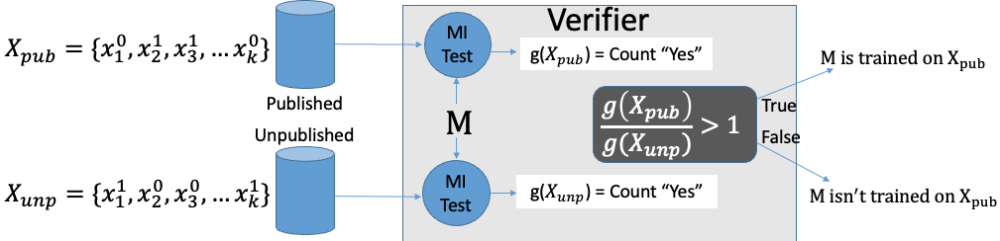 Verifier
X_pub = {x_1^0, x_2^1, x_3^1, … x_k^0}
MI
Test
g(X_pub) = Count “Yes”
M is trained on X_pub
Published
Unpublished
M
g(X_pub)
g(X_unp)
> 1
True
False
X_unp = {x_1^1, x_2^0, x_3^0, … x_k^1}
MI
Test
g(X_unp) = Count “Yes”
M isn’t trained on X_pub